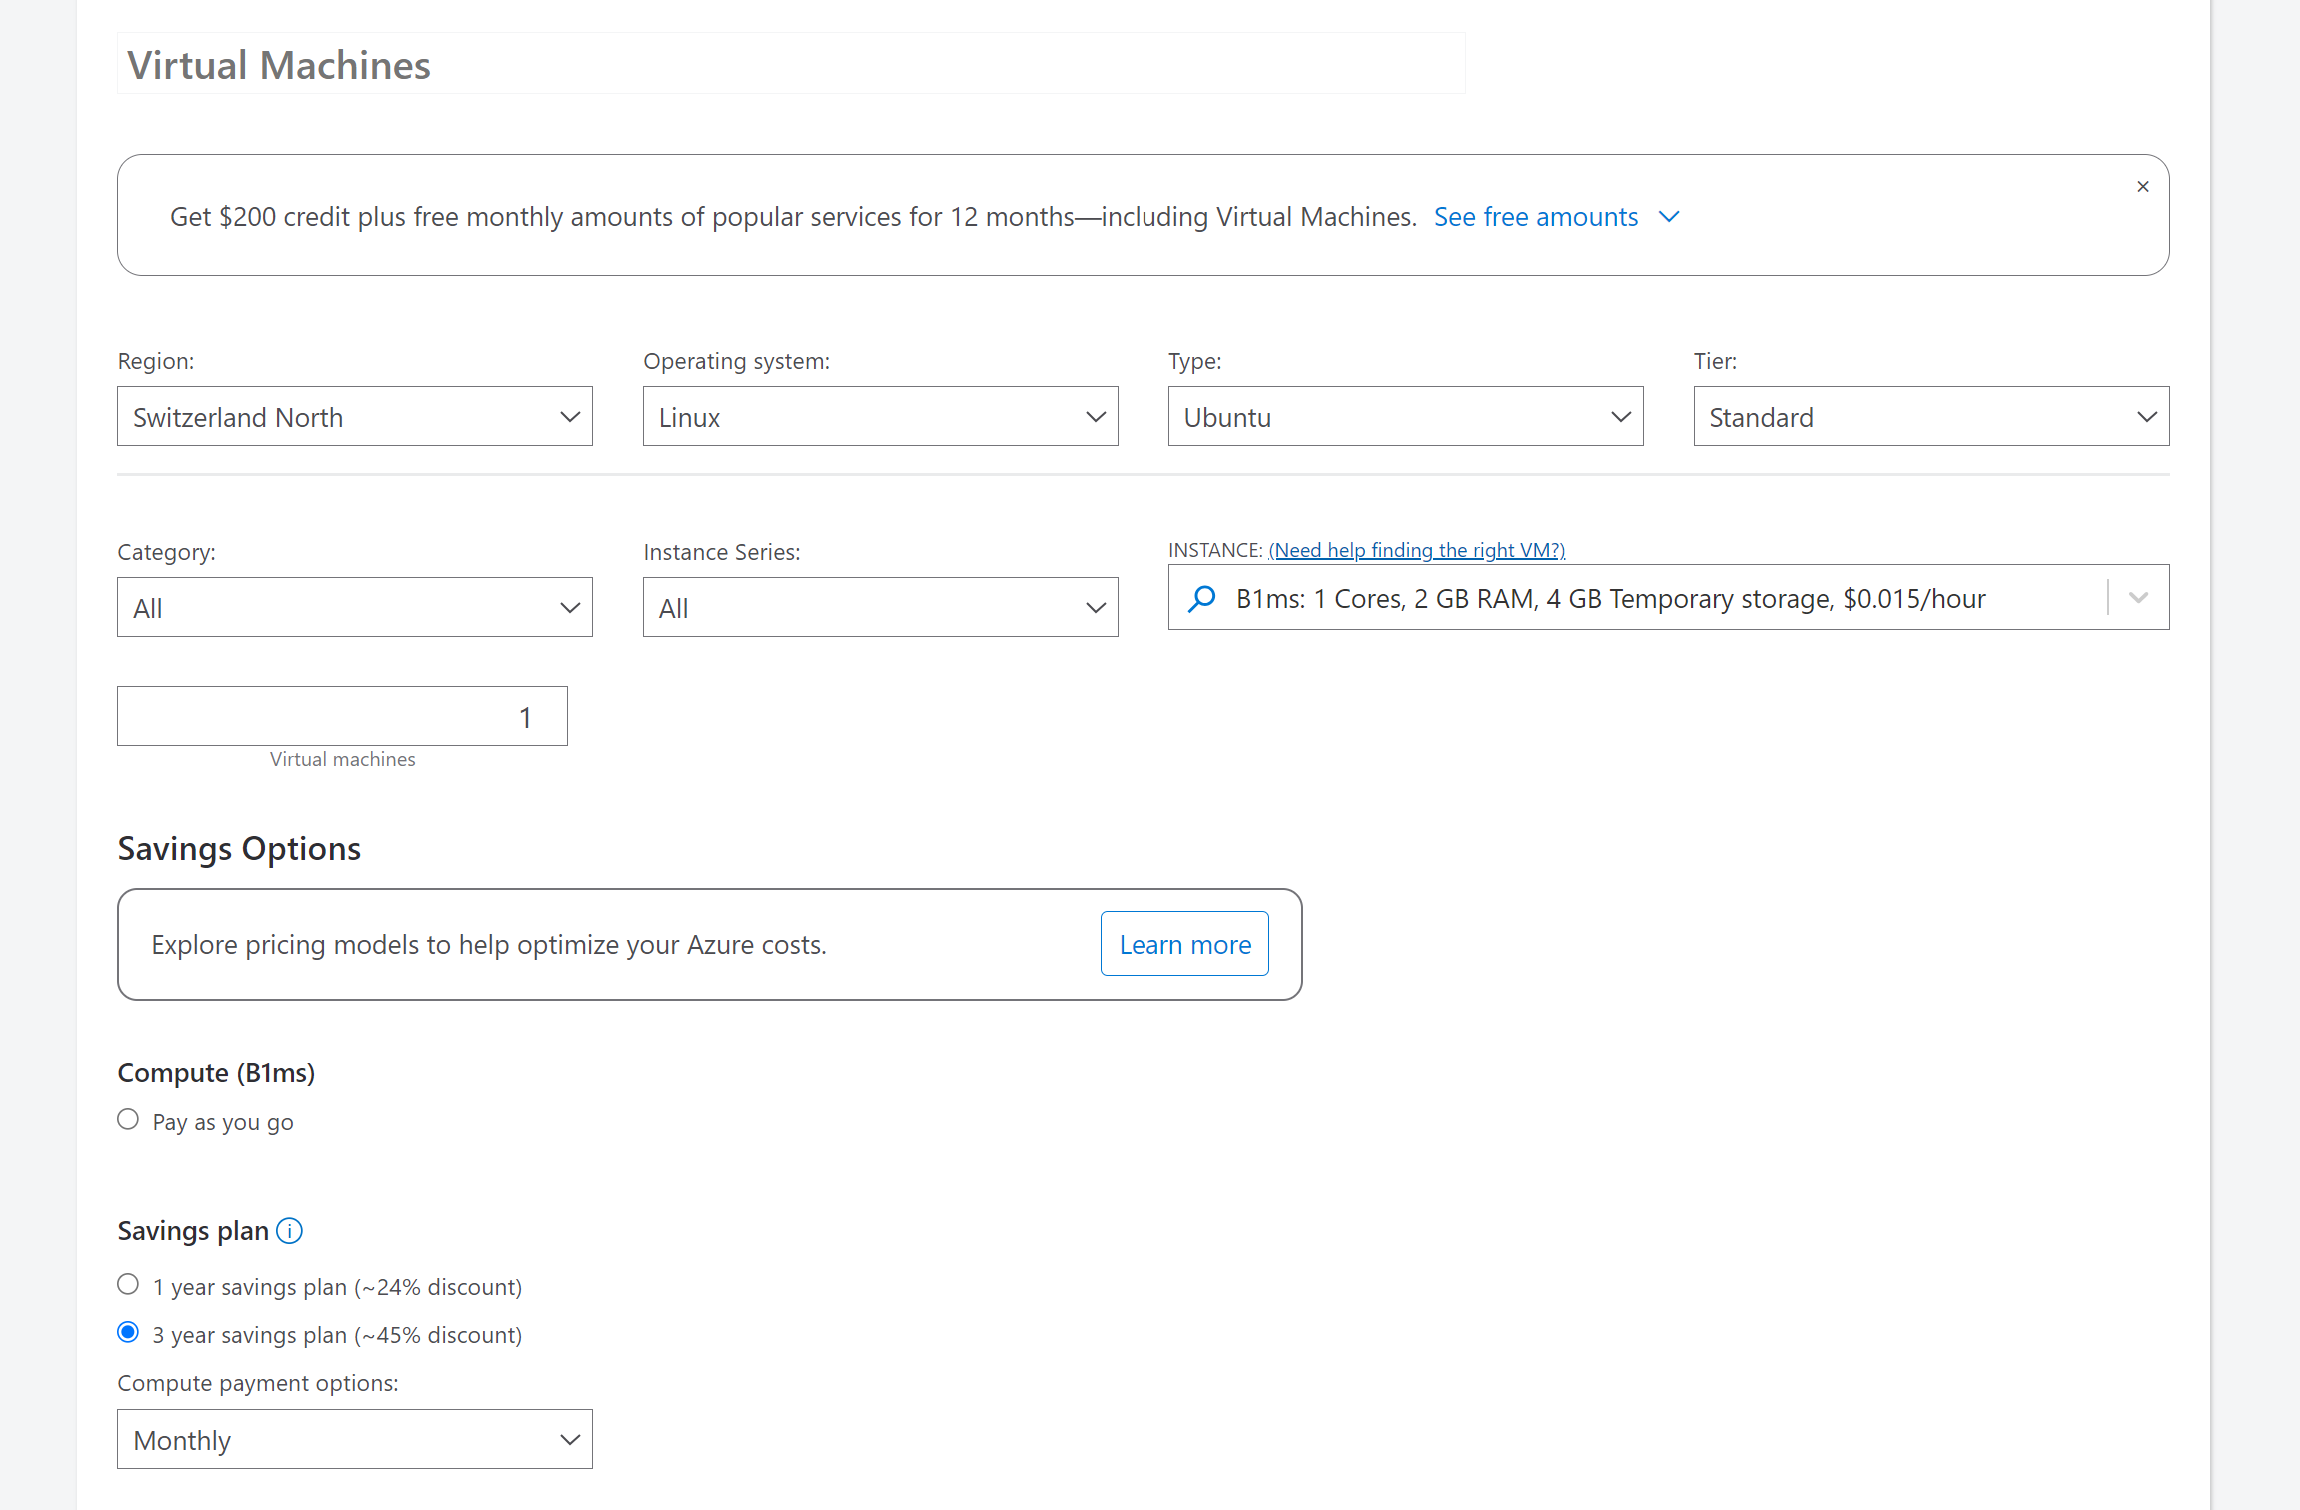 Virtual Machines
Get $200 credit plus free monthly amounts of popular services for 12 months—including Virtual Machines. See free amounts
Region:
Operating system:
Type:
Tier:
Switzerland North
Linux
Ubuntu
Standard
Category:
Instance Series:
INSTANCE: (Need help finding the right VM?)
All
All
B1ms: 1 Cores, 2 GB RAM, 4 GB Temporary storage, $0.015/hour
1
Virtual machines
Savings Options
Explore pricing models to help optimize your Azure costs.
Learn more
Compute (B1ms)
Pay as you go
Savings plan
1 year savings plan (~24% discount)
3 year savings plan (~45% discount)
Compute payment options:
Monthly